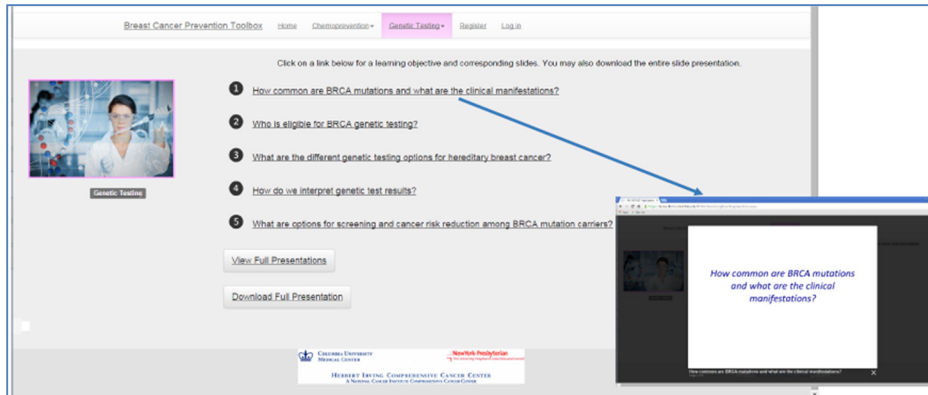 Breast Cancer Prevention Toolbox Home Chemoprevention Genetic Testing Register Log in
Click on a link below for a learning objective and corresponding slides. You may also download the entire slide presentation.
1 How common are BRCA mutations and what are the clinical manifestations?
2 Who is eligible for BRCA genetic testing?
3 What are the different genetic testing options for hereditary breast cancer?
Genetic Testing
4 How do we interpret genetic test results?
5 What are options for screening and cancer risk reduction among BRCA mutation carriers?
View Full Presentations
Download Full Presentation
How common are BRCA mutations
and what are the clinical
manifestations?
How common are BRCA mutations and what are the clinical manifestations?
Columbia University
Medical Center
NewYork-Presbyterian
Herbert Irving Comprehensive Cancer Center
A National Cancer Institute Comprehensive Cancer Center